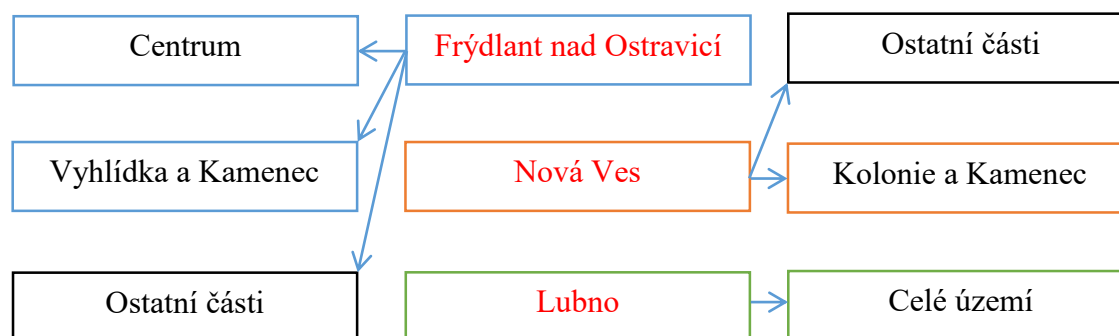 Centrum
Frýdlant nad Ostravicí
Ostatní části
Vyhlídka a Kamenec
Nová Ves
Kolonie a Kamenec
Ostatní části
Lubno
Celé území